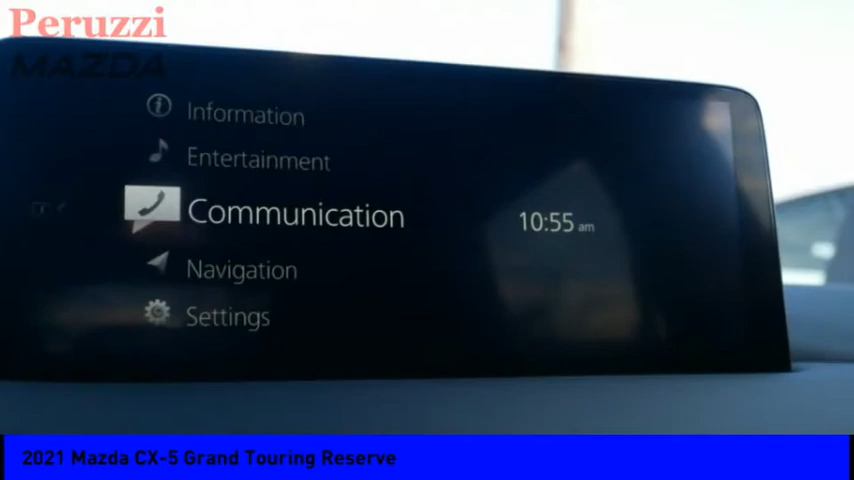 Peruzzi
MAZDA
Information
Entertainment
Communication
10:55 am
Navigation
Settings
2021 Mazda CX-5 Grand Touring Reserve